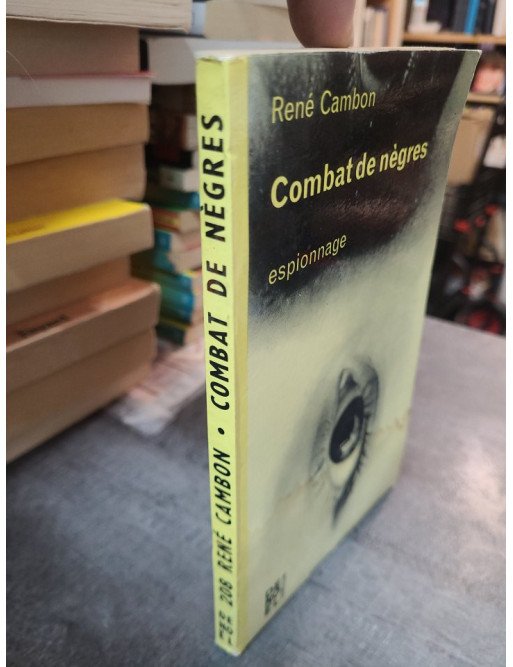 René Cambon
Combat de nègres
espionnage
208 RENÉ CAMBON • COMBAT DE NÈGRES